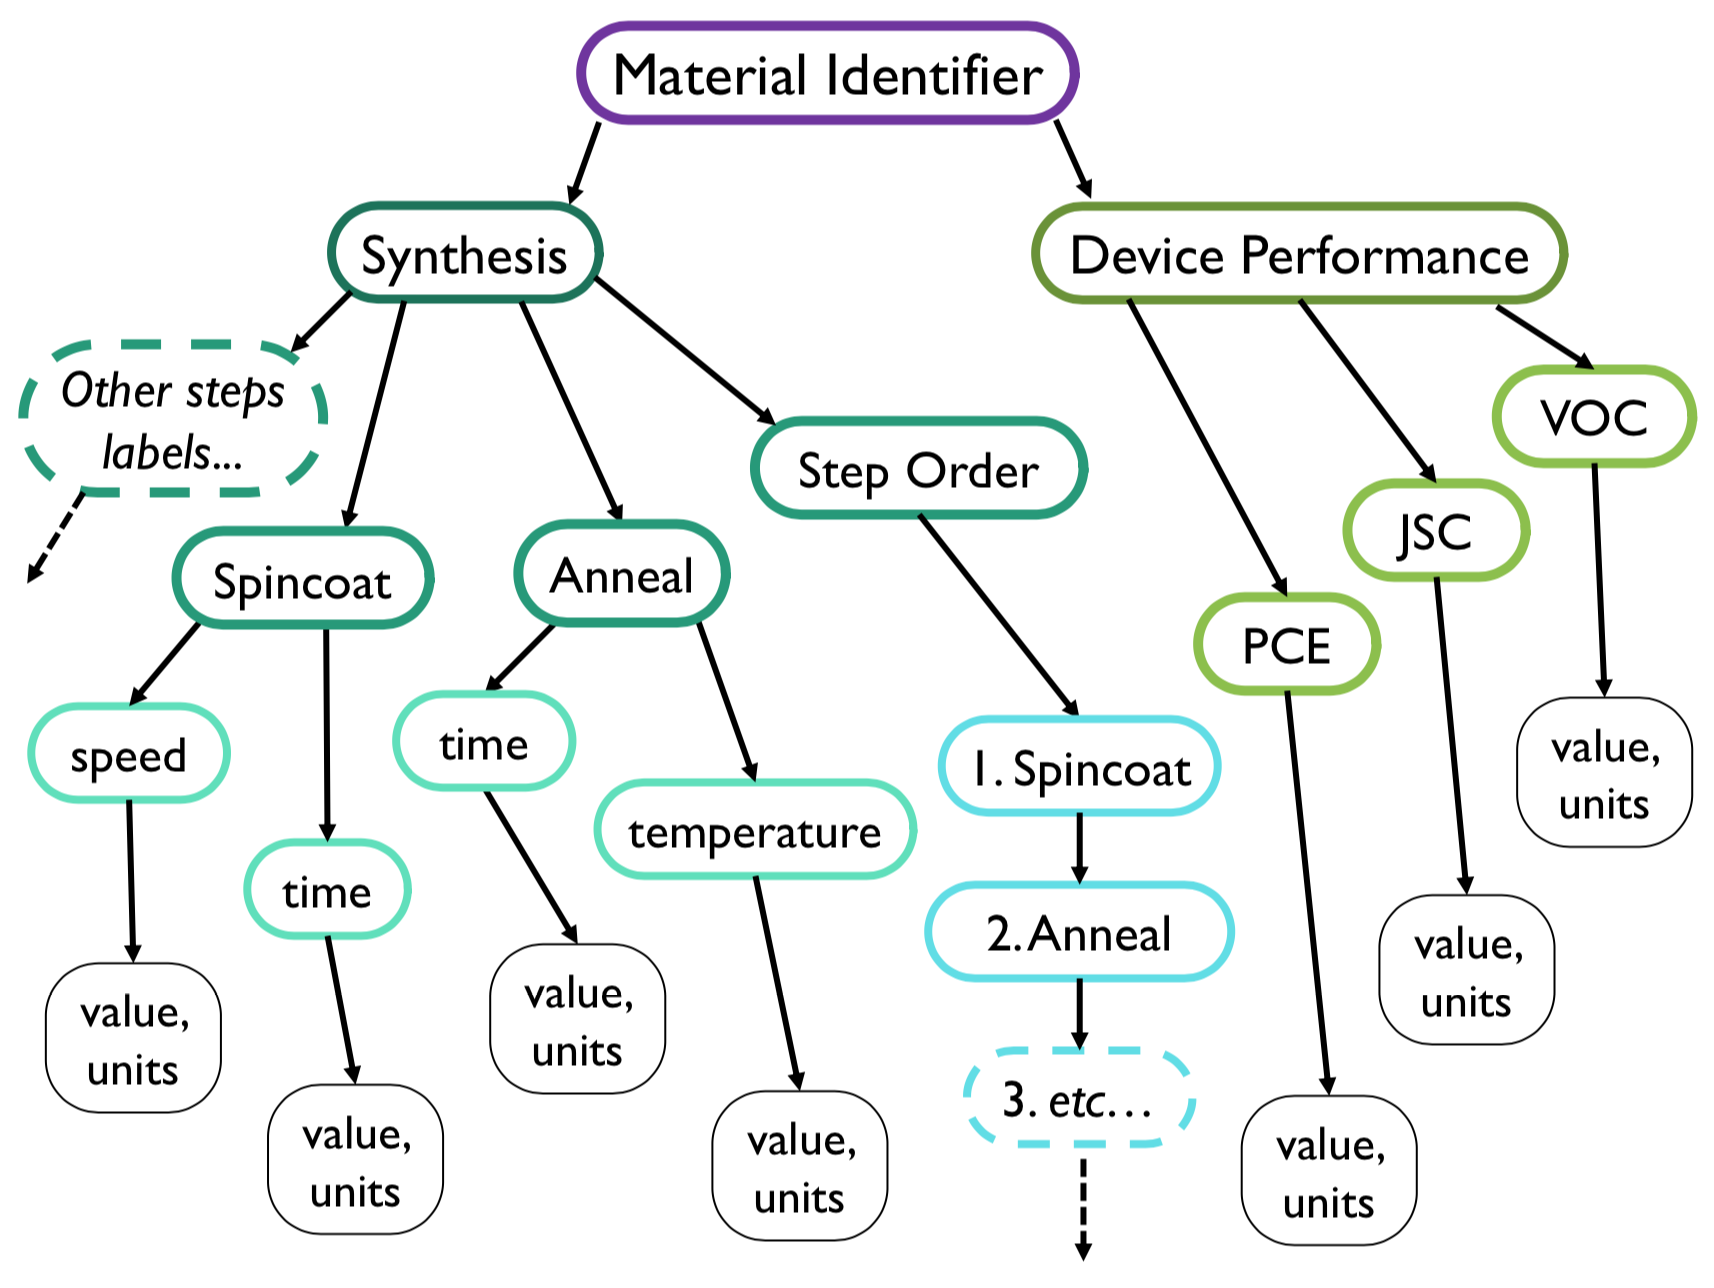 Material Identifier
Synthesis
Device Performance
Other steps
labels...
VOC
Step Order
JSC
Spincoat
Anneal
PCE
speed
time
time
temperature
1. Spincoat
value,
units
2. Anneal
value,
units
value,
units
value,
units
3. etc...
value,
units
value,
units
value,
units